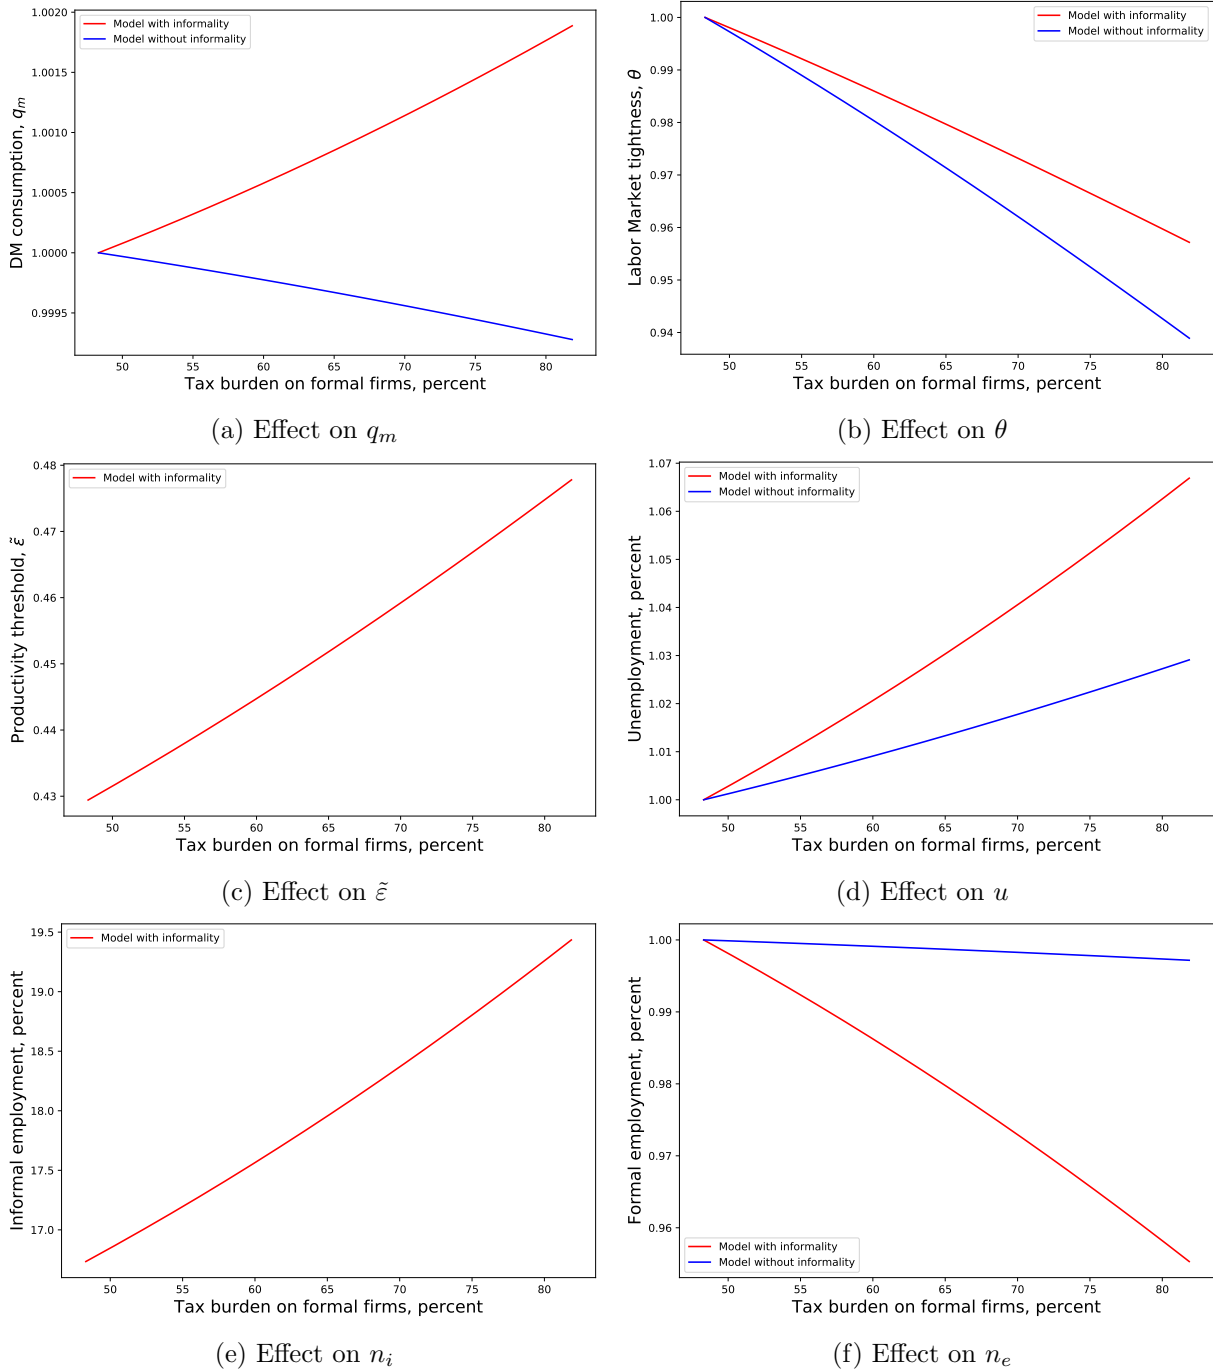 1.0020
1.0015
1.0010
1.0005
1.0000
0.9995
DM consumption, q_m
Model with informality
Model without informality
50 55 60 65 70 75 80
Tax burden on formal firms, percent
(a) Effect on q_m
1.00
0.99
0.98
0.97
0.96
0.95
0.94
Labor Market tightness, θ
Model with informality
Model without informality
50 55 60 65 70 75 80
Tax burden on formal firms, percent
(b) Effect on θ
0.48
0.47
0.46
0.45
0.44
0.43
Productivity threshold, ε̃
Model with informality
50 55 60 65 70 75 80
Tax burden on formal firms, percent
(c) Effect on ε̃
1.07
1.06
1.05
1.04
1.03
1.02
1.01
1.00
Unemployment, percent
Model with informality
Model without informality
50 55 60 65 70 75 80
Tax burden on formal firms, percent
(d) Effect on u
19.5
19.0
18.5
18.0
17.5
17.0
Informal employment, percent
Model with informality
50 55 60 65 70 75 80
Tax burden on formal firms, percent
(e) Effect on n_i
1.00
0.99
0.98
0.97
0.96
Formal employment, percent
Model with informality
Model without informality
50 55 60 65 70 75 80
Tax burden on formal firms, percent
(f) Effect on n_e